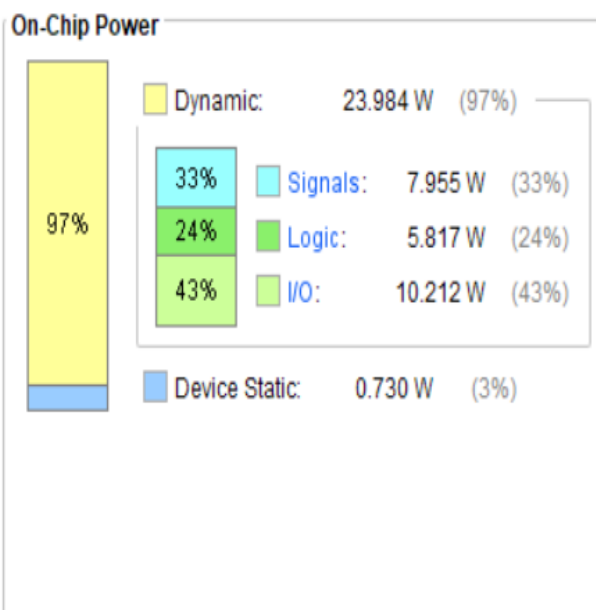 On-Chip Power
Dynamic: 23.984 W (97%)
33% Signals: 7.955 W (33%)
97% 24% Logic: 5.817 W (24%)
43% I/O: 10.212 W (43%)
Device Static: 0.730 W (3%)